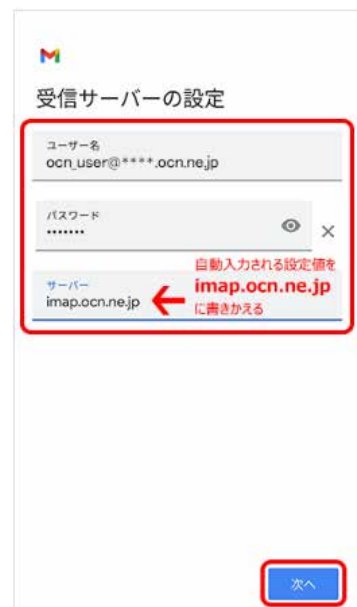 受信サーバーの設定
ユーザー名
ocn_user@****.ocn.ne.jp
パスワード
•••••••
自動入力される設定値を
サーバー
imap.ocn.ne.jp
imap.ocn.ne.jp
に書きかえる
次へ